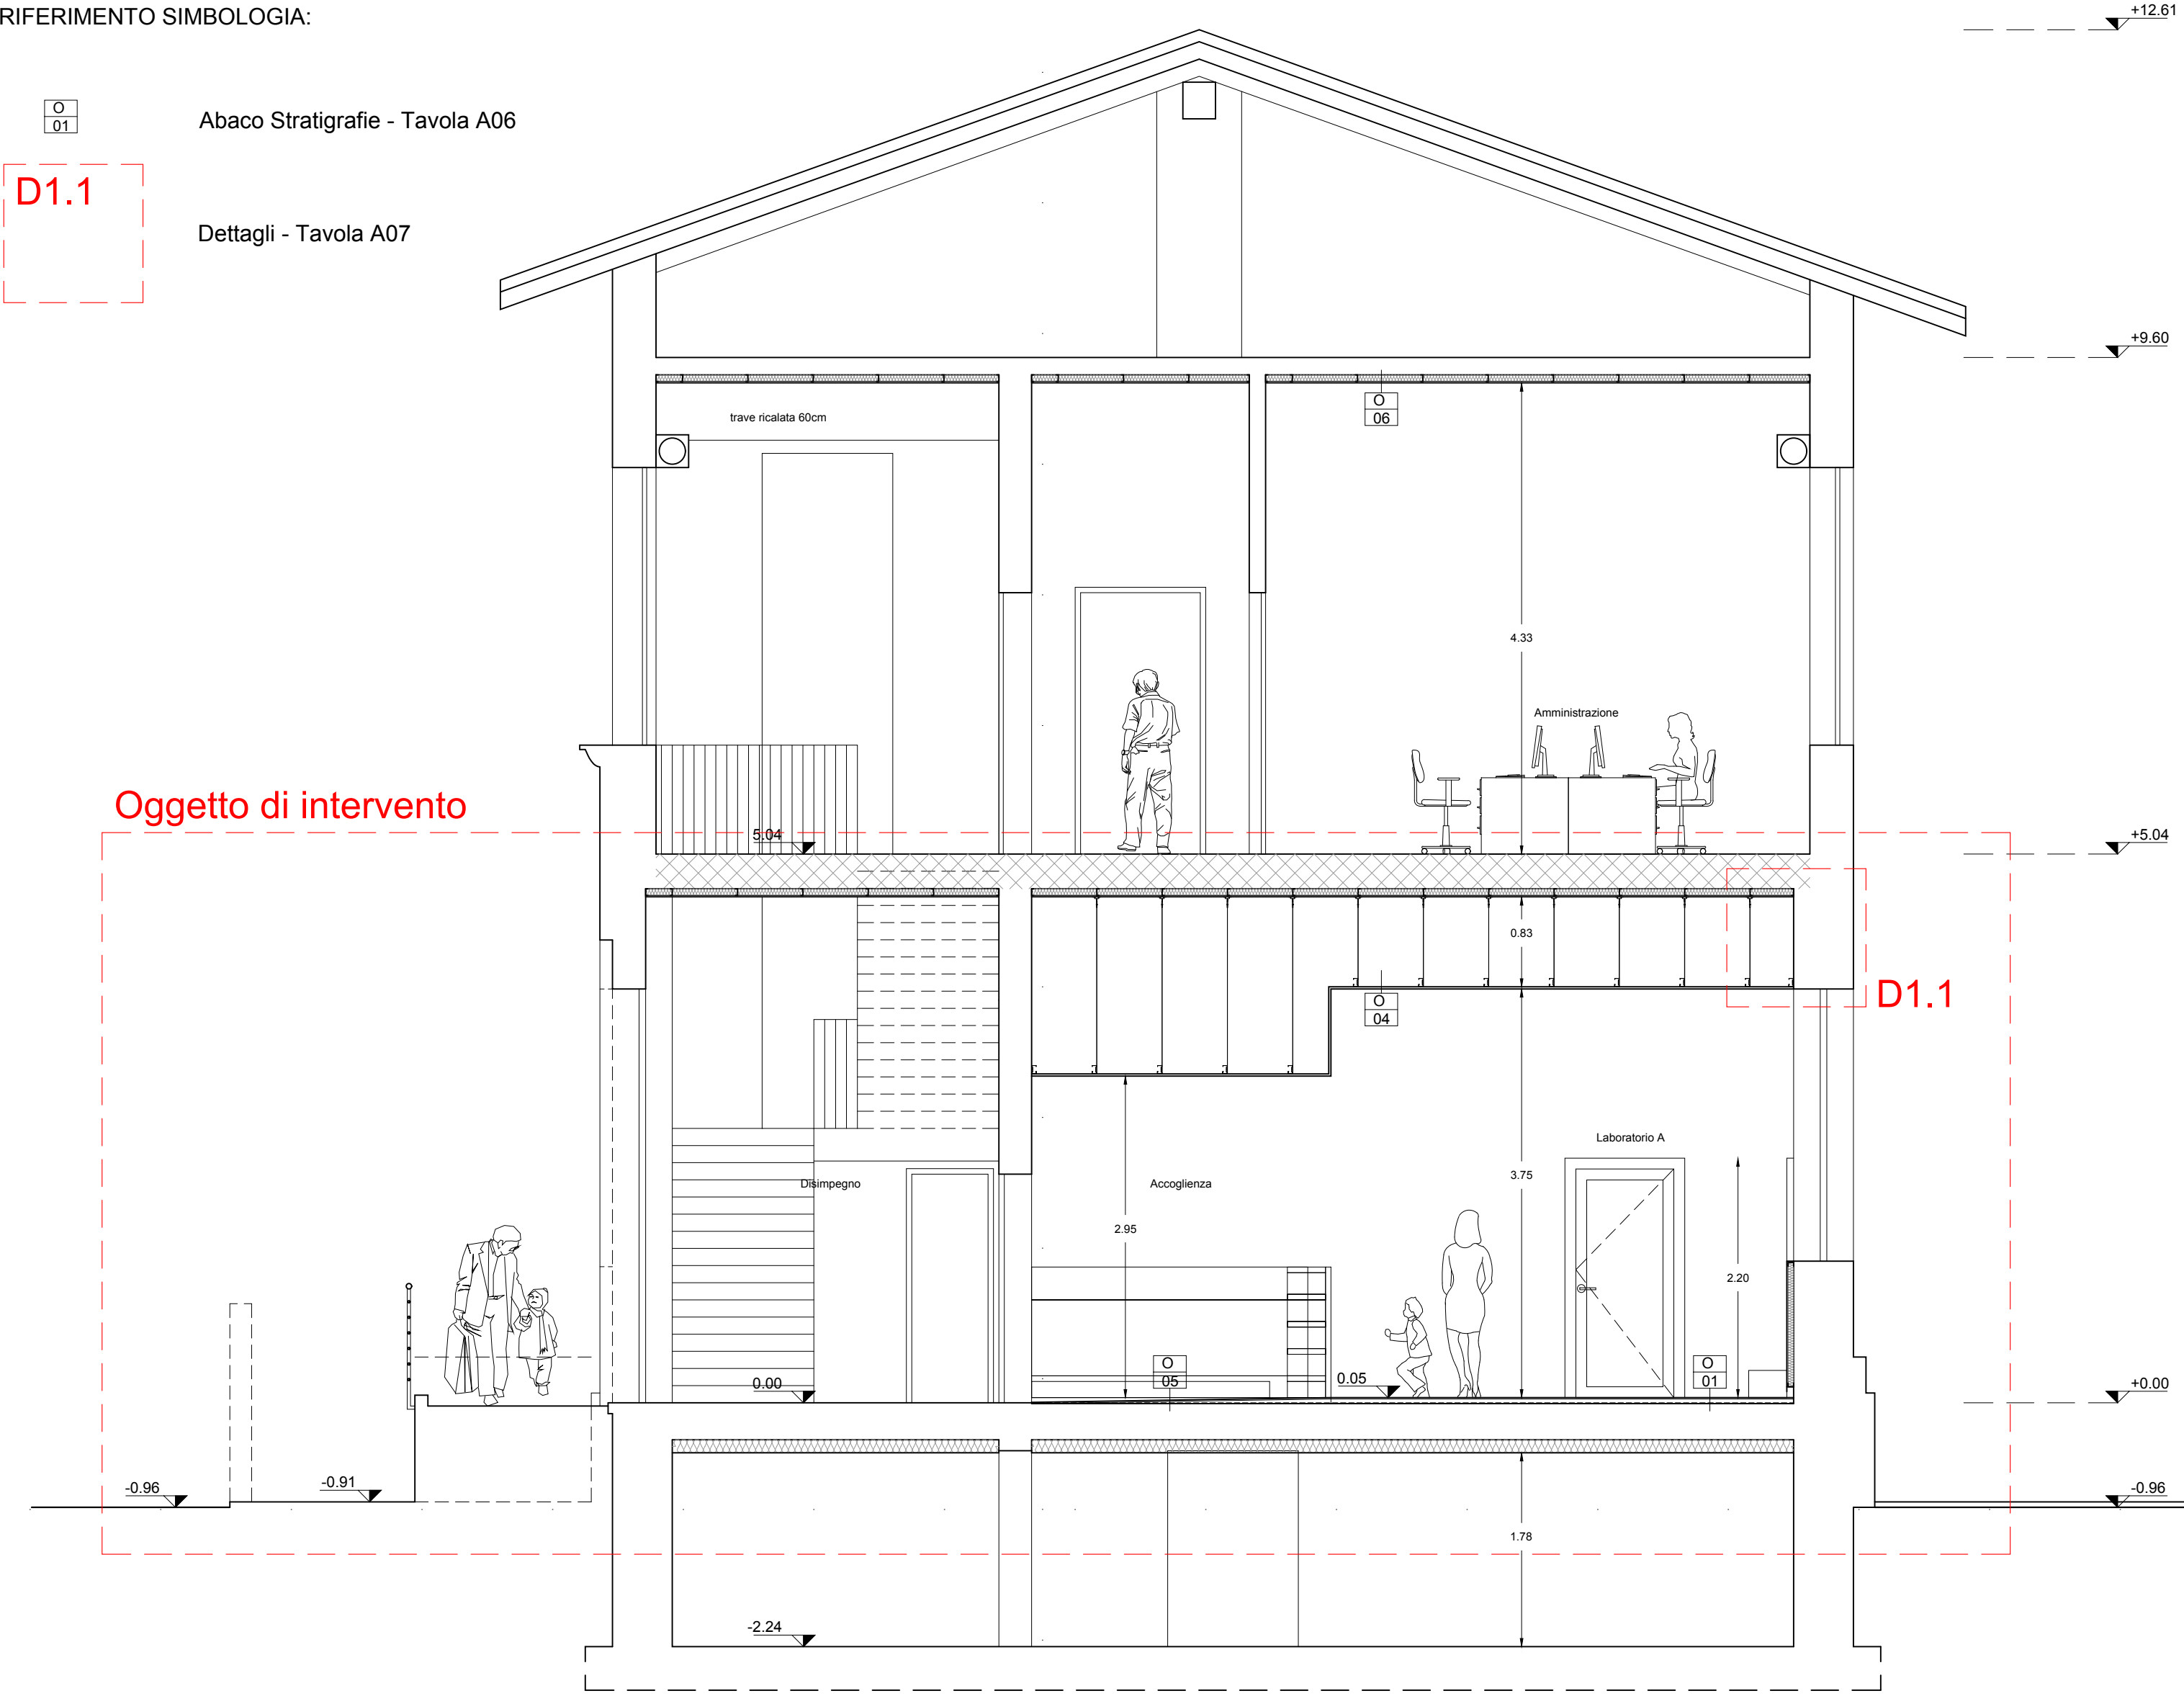 RIFERIMENTO SIMBOLOGIA:
+12.61
O
01
Abaco Stratigrafie - Tavola A06
D1.1
Dettagli - Tavola A07
+9.60
O
06
trave ricalata 60cm
4.33
Amministrazione
Oggetto di intervento
5.04
+5.04
0.83
D1.1
O
04
Laboratorio A
3.75
Disimpegno
Accoglienza
2.95
2.20
O
05
0.05
O
01
0.00
+0.00
-0.96
-0.91
-0.96
1.78
-2.24